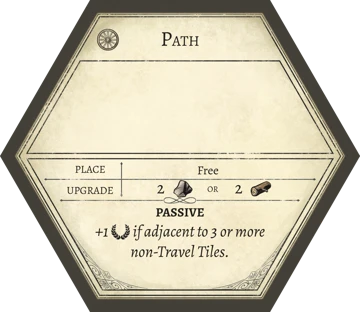 Path
PLACE Free
UPGRADE 2 OR 2
PASSIVE
+1 if adjacent to 3 or more
non-Travel Tiles.